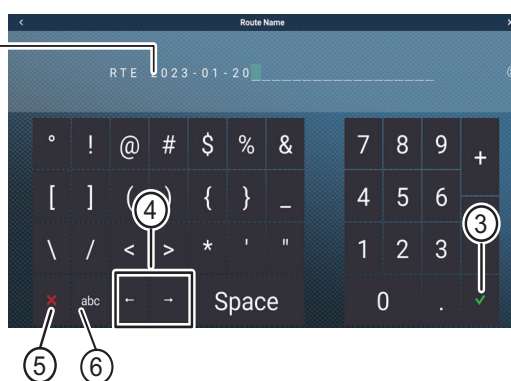 < Route Name ×
RTE 2023-01-20_______________
° ! @ # $ % & 7 8 9 +
[ ] ( ) { } _ 4 5 6
4 3
\ / < > * ' " 1 2 3
× abc ← → Space 0 . ✓
5 6